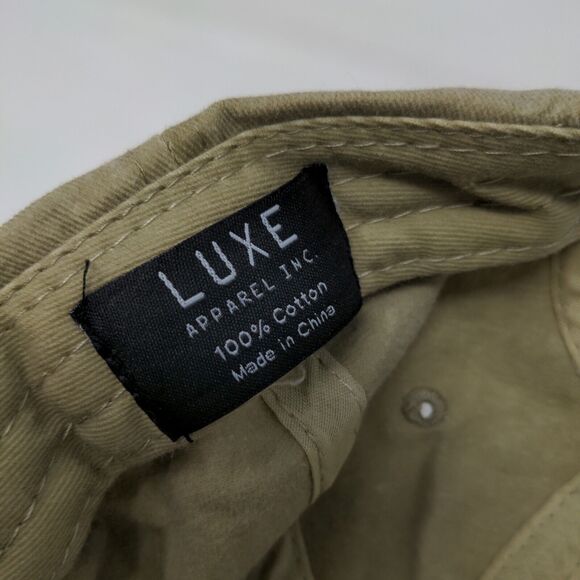 LUXE
APPAREL INC.
100% Cotton
Made in China